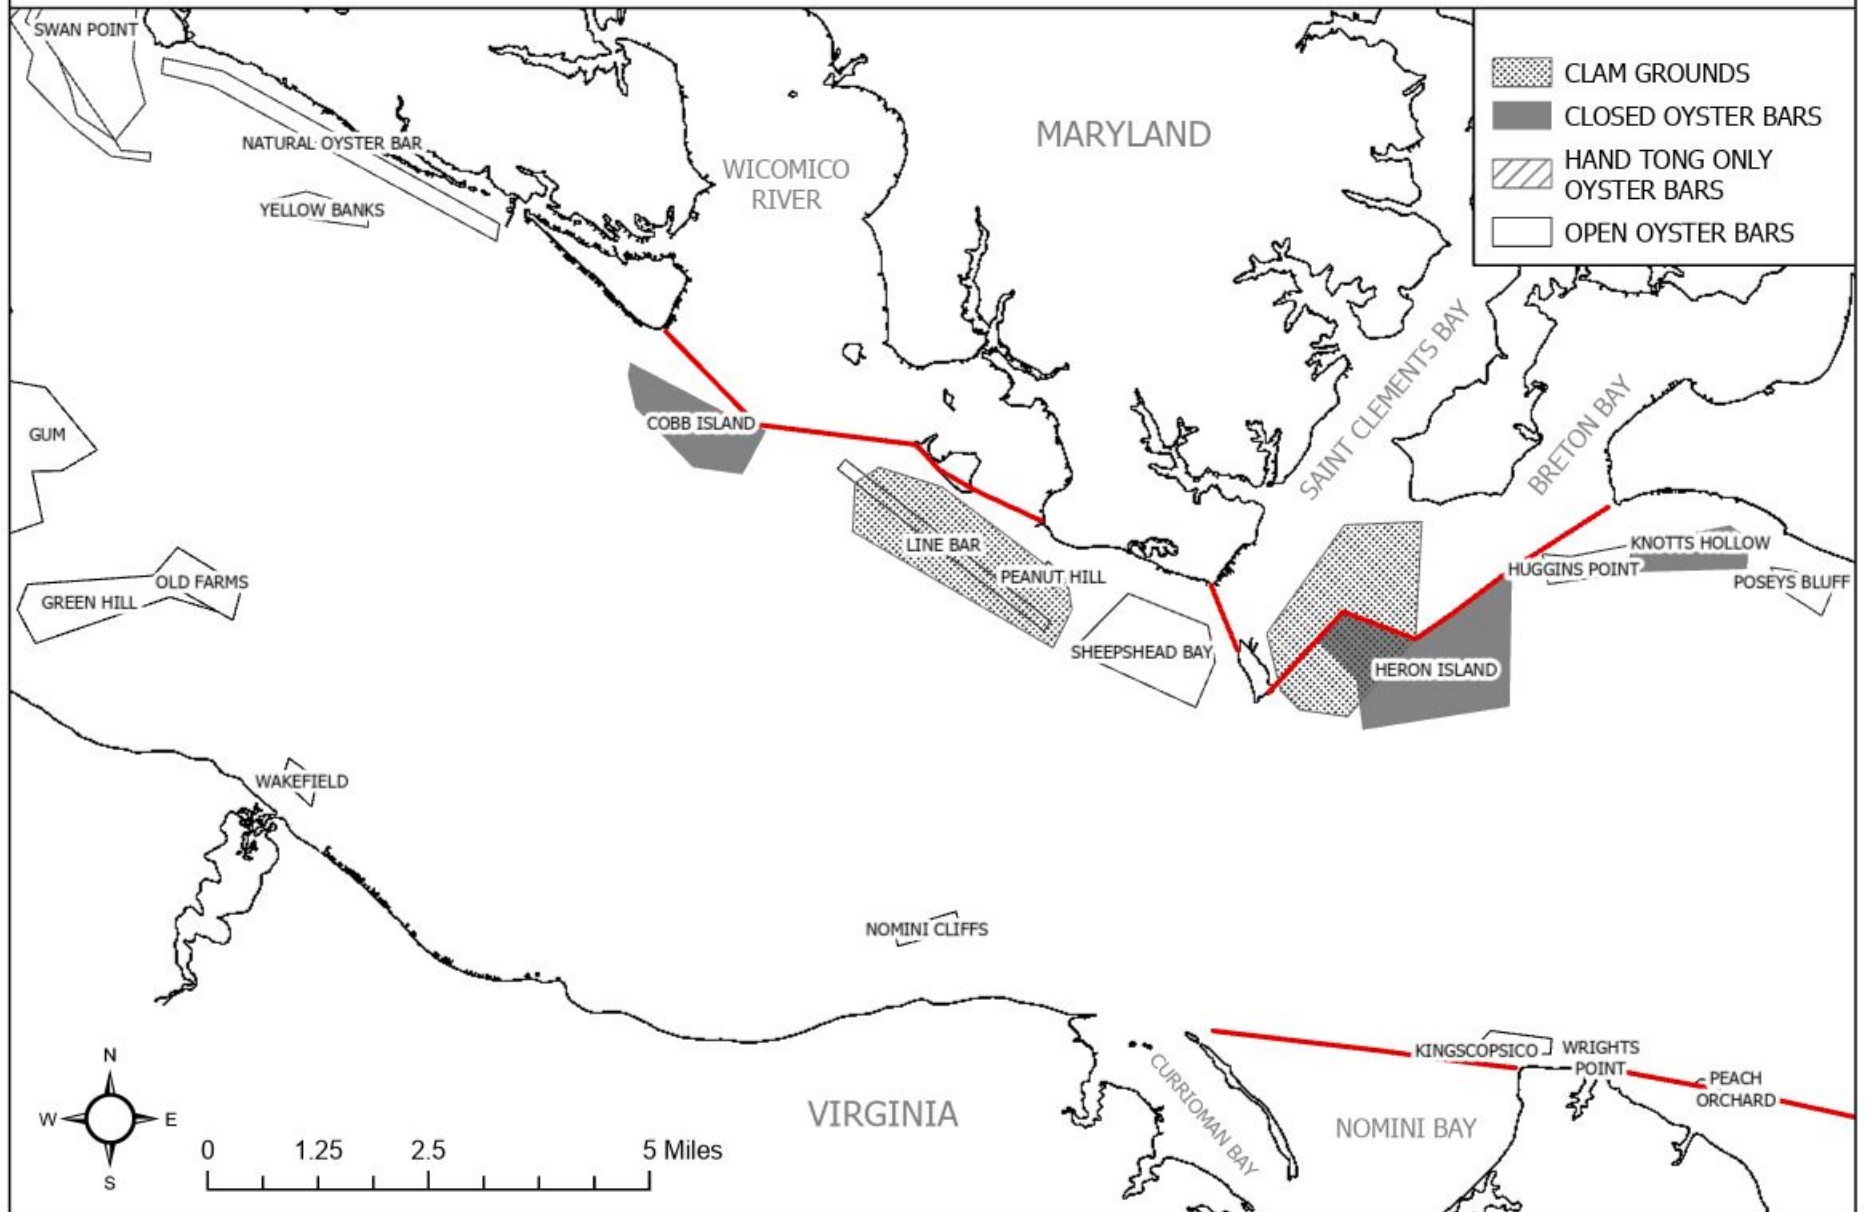 SWAN POINT
CLAM GROUNDS
CLOSED OYSTER BARS
HAND TONG ONLY
OYSTER BARS
OPEN OYSTER BARS
MARYLAND
NATURAL OYSTER BAR
WICOMICO
RIVER
YELLOW BANKS
SAINT CLEMENTS BAY
BRETON BAY
COBB ISLAND
GUM
LINE BAR
KNOTTS HOLLOW
HUGGINS POINT
PEANUT HILL
POSEYS BLUFF
OLD FARMS
GREEN HILL
SHEEPSHEAD BAY
HERON ISLAND
WAKEFIELD
NOMINI CLIFFS
KINGSCOPSICO
WRIGHTS
POINT
PEACH
ORCHARD
CURRIOMAN BAY
NOMINI BAY
VIRGINIA
N
W E
S
0 1.25 2.5 5 Miles